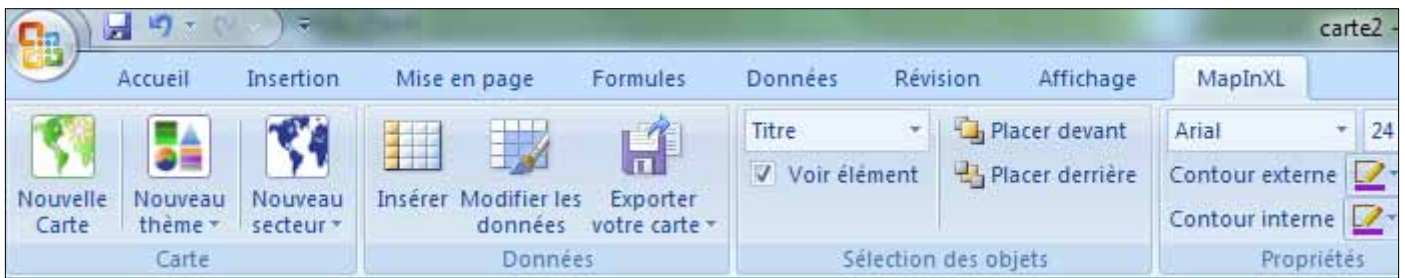 carte2 -
Accueil Insertion Mise en page Formules Données Révision Affichage MapInXL
Nouvelle Carte
Nouveau thème
Nouveau secteur
Carte
Insérer
Modifier les données
Exporter votre carte
Données
Titre
Voir élément
Placer devant
Placer derrière
Sélection des objets
Arial 24
Contour externe
Contour interne
Propriétés